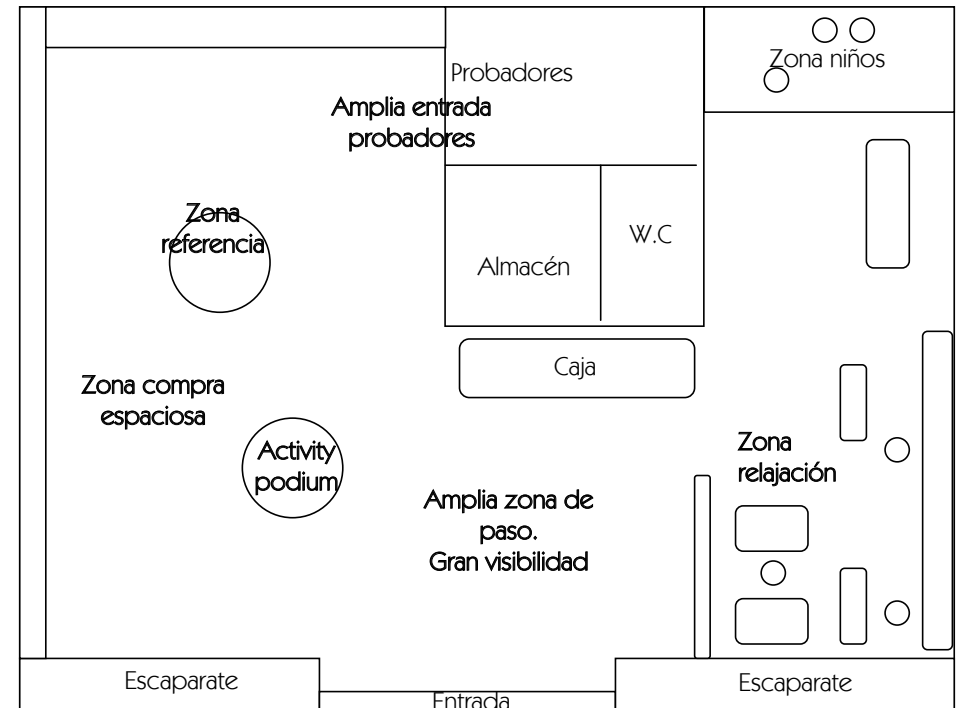 Zona niños
Probadores
Amplia entrada
probadores
Zona
referencia
W.C
Almacén
Caja
Zona compra
espaciosa
Activity
podium
Zona
relajación
Amplia zona de
paso.
Gran visibilidad
Escaparate
Entrada
Escaparate